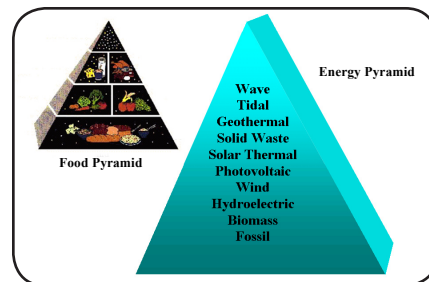 Energy Pyramid
Wave
Tidal
Geothermal
Solid Waste
Solar Thermal
Photovoltaic
Wind
Hydroelectric
Biomass
Fossil
Food Pyramid